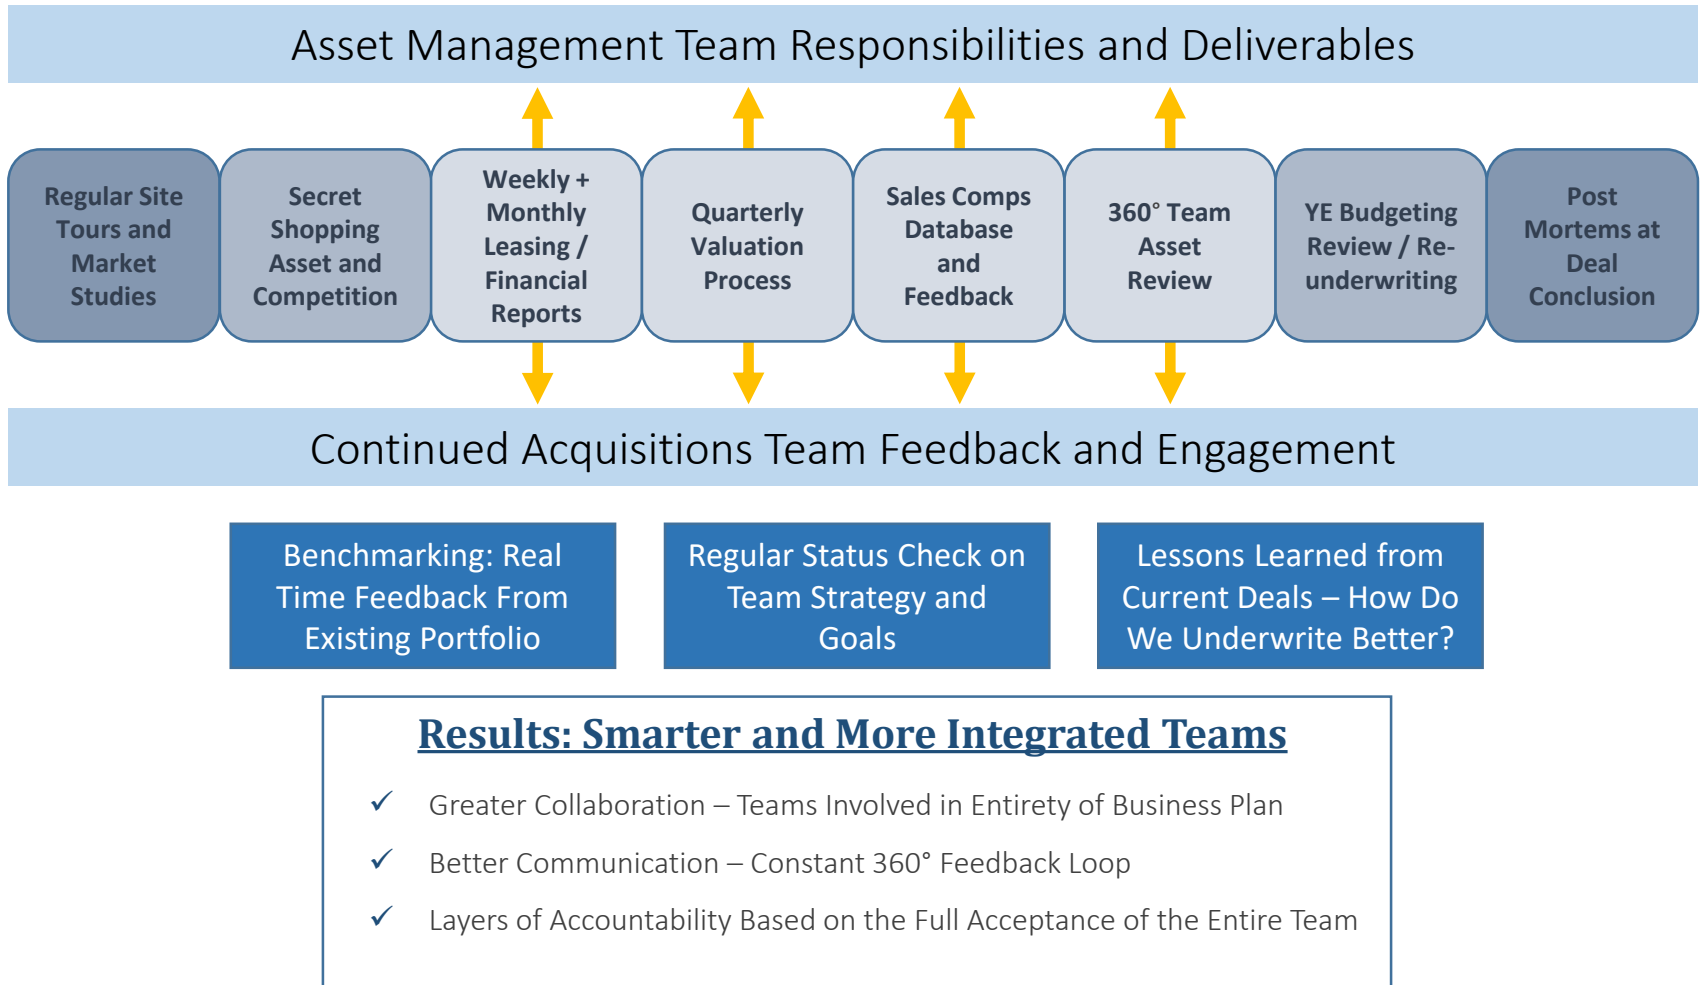 Asset Management Team Responsibilities and Deliverables
Regular Site
Tours and
Market
Studies
Secret
Shopping
Asset and
Competition
Weekly +
Monthly
Leasing /
Financial
Reports
Quarterly
Valuation
Process
Sales Comps
Database
and
Feedback
360° Team
Asset
Review
YE Budgeting
Review / Re-
underwriting
Post
Mortems at
Deal
Conclusion
Continued Acquisitions Team Feedback and Engagement
Benchmarking: Real
Time Feedback From
Existing Portfolio
Regular Status Check on
Team Strategy and
Goals
Lessons Learned from
Current Deals – How Do
We Underwrite Better?
Results: Smarter and More Integrated Teams
✓ Greater Collaboration – Teams Involved in Entirety of Business Plan
✓ Better Communication – Constant 360° Feedback Loop
✓ Layers of Accountability Based on the Full Acceptance of the Entire Team